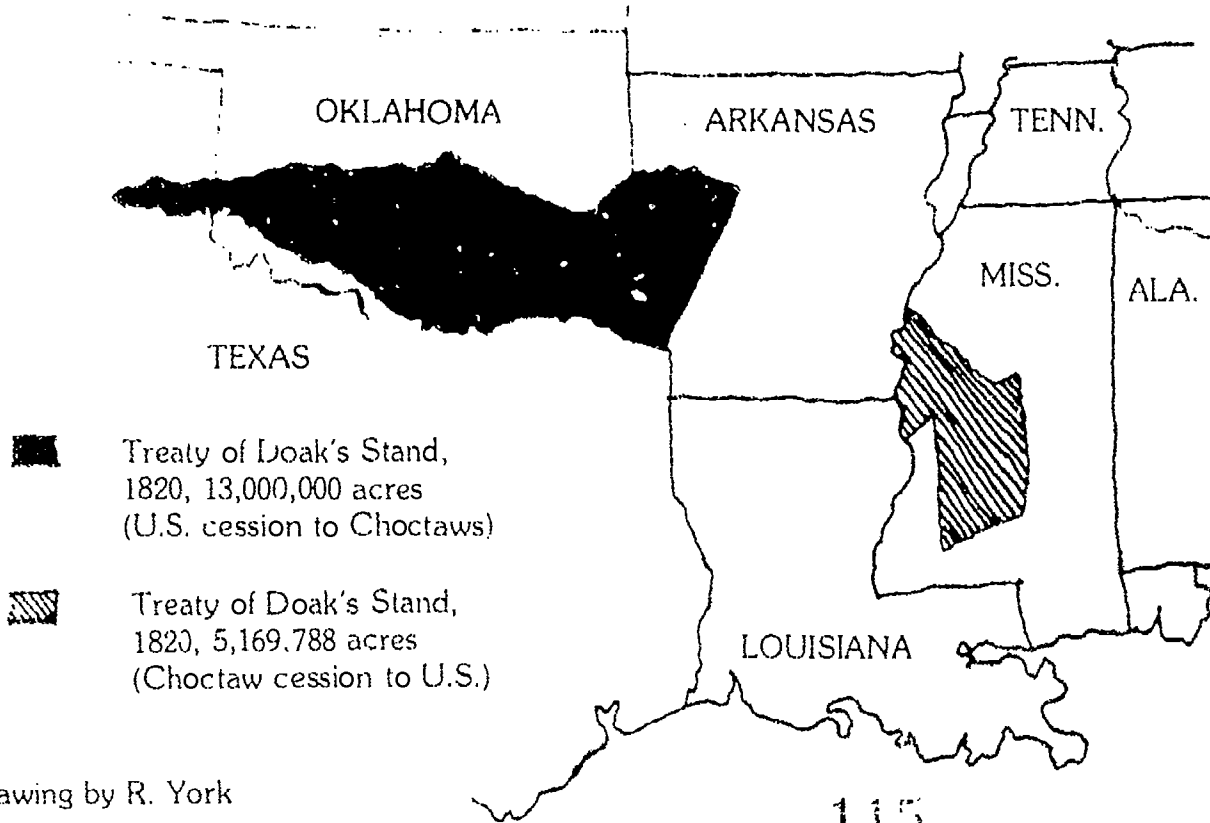 OKLAHOMA
ARKANSAS
TENN.
MISS.
ALA.
TEXAS
Treaty of Doak's Stand,
1820, 13,000,000 acres
(U.S. cession to Choctaws)
Treaty of Doak's Stand,
1820, 5,169.788 acres
(Choctaw cession to U.S.)
LOUISIANA
awing by R. York
115